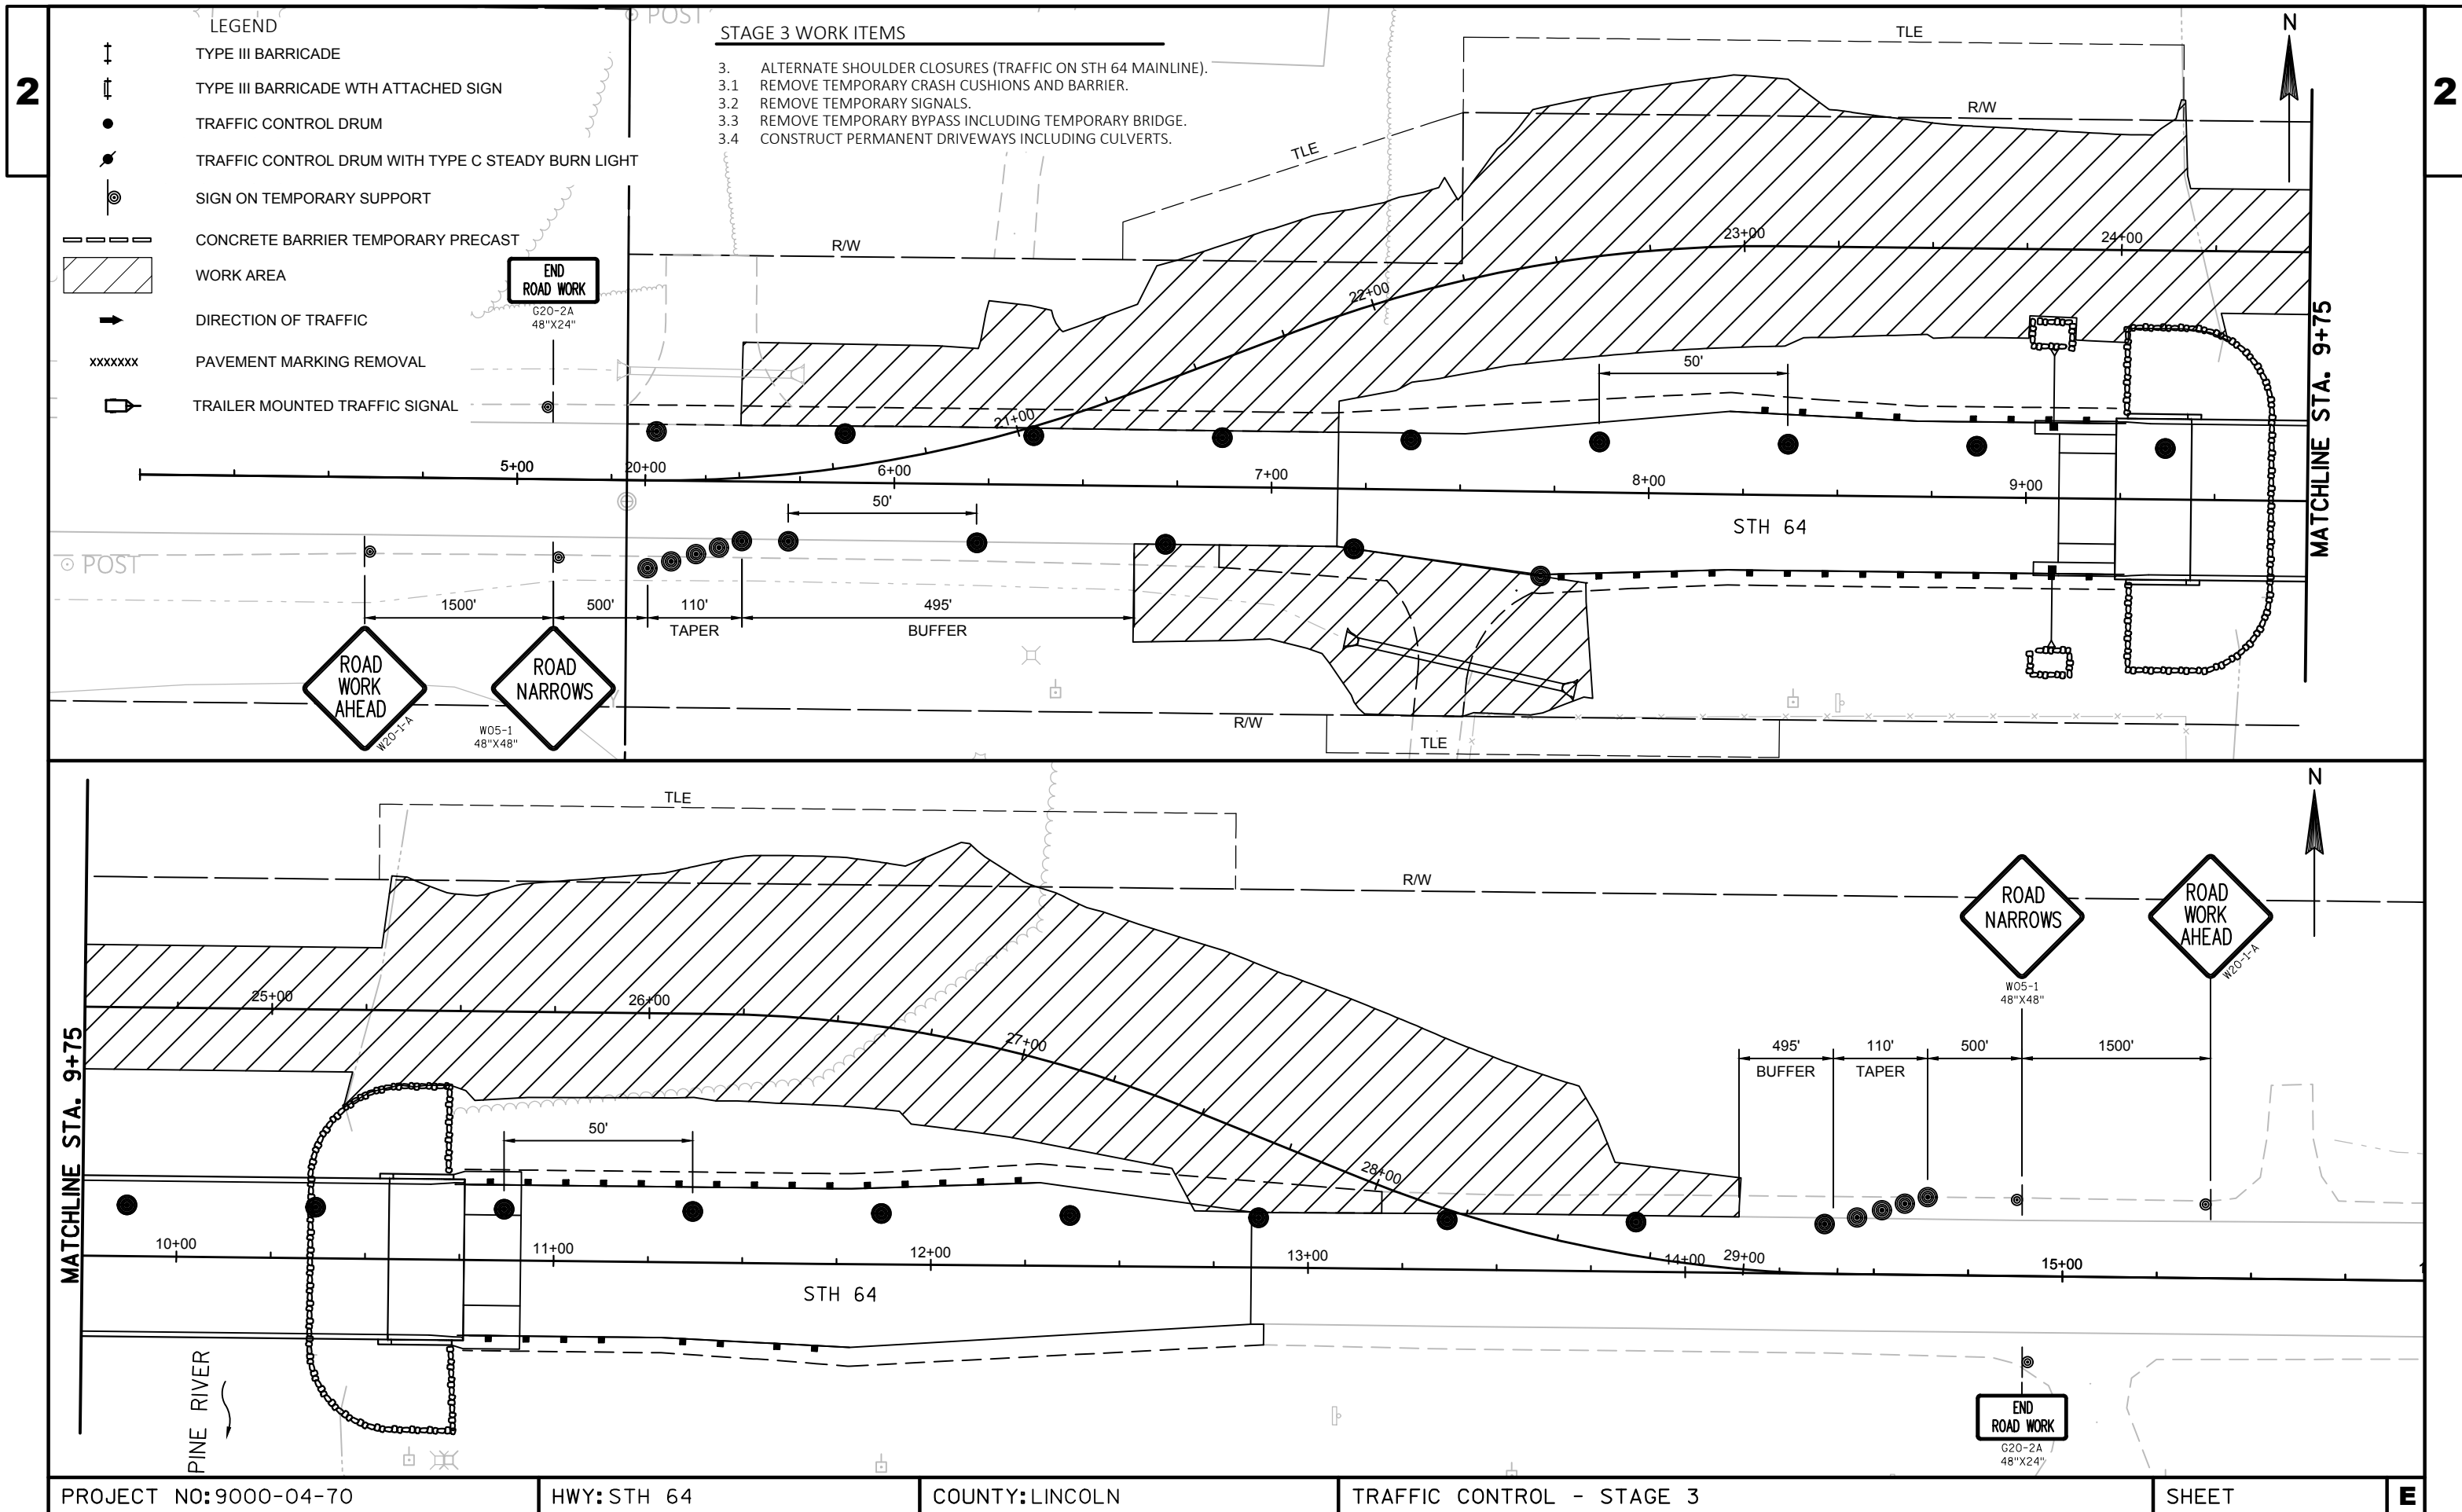 2
LEGEND
TYPE III BARRICADE
TYPE III BARRICADE WTH ATTACHED SIGN
TRAFFIC CONTROL DRUM
TRAFFIC CONTROL DRUM WITH TYPE C STEADY BURN LIGHT
SIGN ON TEMPORARY SUPPORT
CONCRETE BARRIER TEMPORARY PRECAST
WORK AREA
DIRECTION OF TRAFFIC
XXXXXXX PAVEMENT MARKING REMOVAL
TRAILER MOUNTED TRAFFIC SIGNAL
POST
STAGE 3 WORK ITEMS
3. ALTERNATE SHOULDER CLOSURES (TRAFFIC ON STH 64 MAINLINE).
3.1 REMOVE TEMPORARY CRASH CUSHIONS AND BARRIER.
3.2 REMOVE TEMPORARY SIGNALS.
3.3 REMOVE TEMPORARY BYPASS INCLUDING TEMPORARY BRIDGE.
3.4 CONSTRUCT PERMANENT DRIVEWAYS INCLUDING CULVERTS.
TLE
N
2
R/W
TLE
R/W
END
ROAD WORK
G20-2A
48"X24"
23+00
24+00
22+00
21+00
50'
MATCHLINE STA. 9+75
5+00
20+00
6+00
7+00
8+00
9+00
50'
STH 64
POST
1500'
500'
110'
TAPER
495'
BUFFER
ROAD
WORK
AHEAD
W20-1-A
ROAD
NARROWS
W05-1
48"X48"
R/W
TLE
TLE
N
R/W
ROAD
NARROWS
W05-1
48"X48"
ROAD
WORK
AHEAD
W20-1-A
25+00
26+00
27+00
28+00
495'
BUFFER
110'
TAPER
500'
1500'
MATCHLINE STA. 9+75
50'
10+00
11+00
12+00
13+00
14+00
29+00
15+00
STH 64
PINE RIVER
END
ROAD WORK
G20-2A
48"X24"
PROJECT NO:9000-04-70
HWY:STH 64
COUNTY:LINCOLN
TRAFFIC CONTROL - STAGE 3
SHEET
E